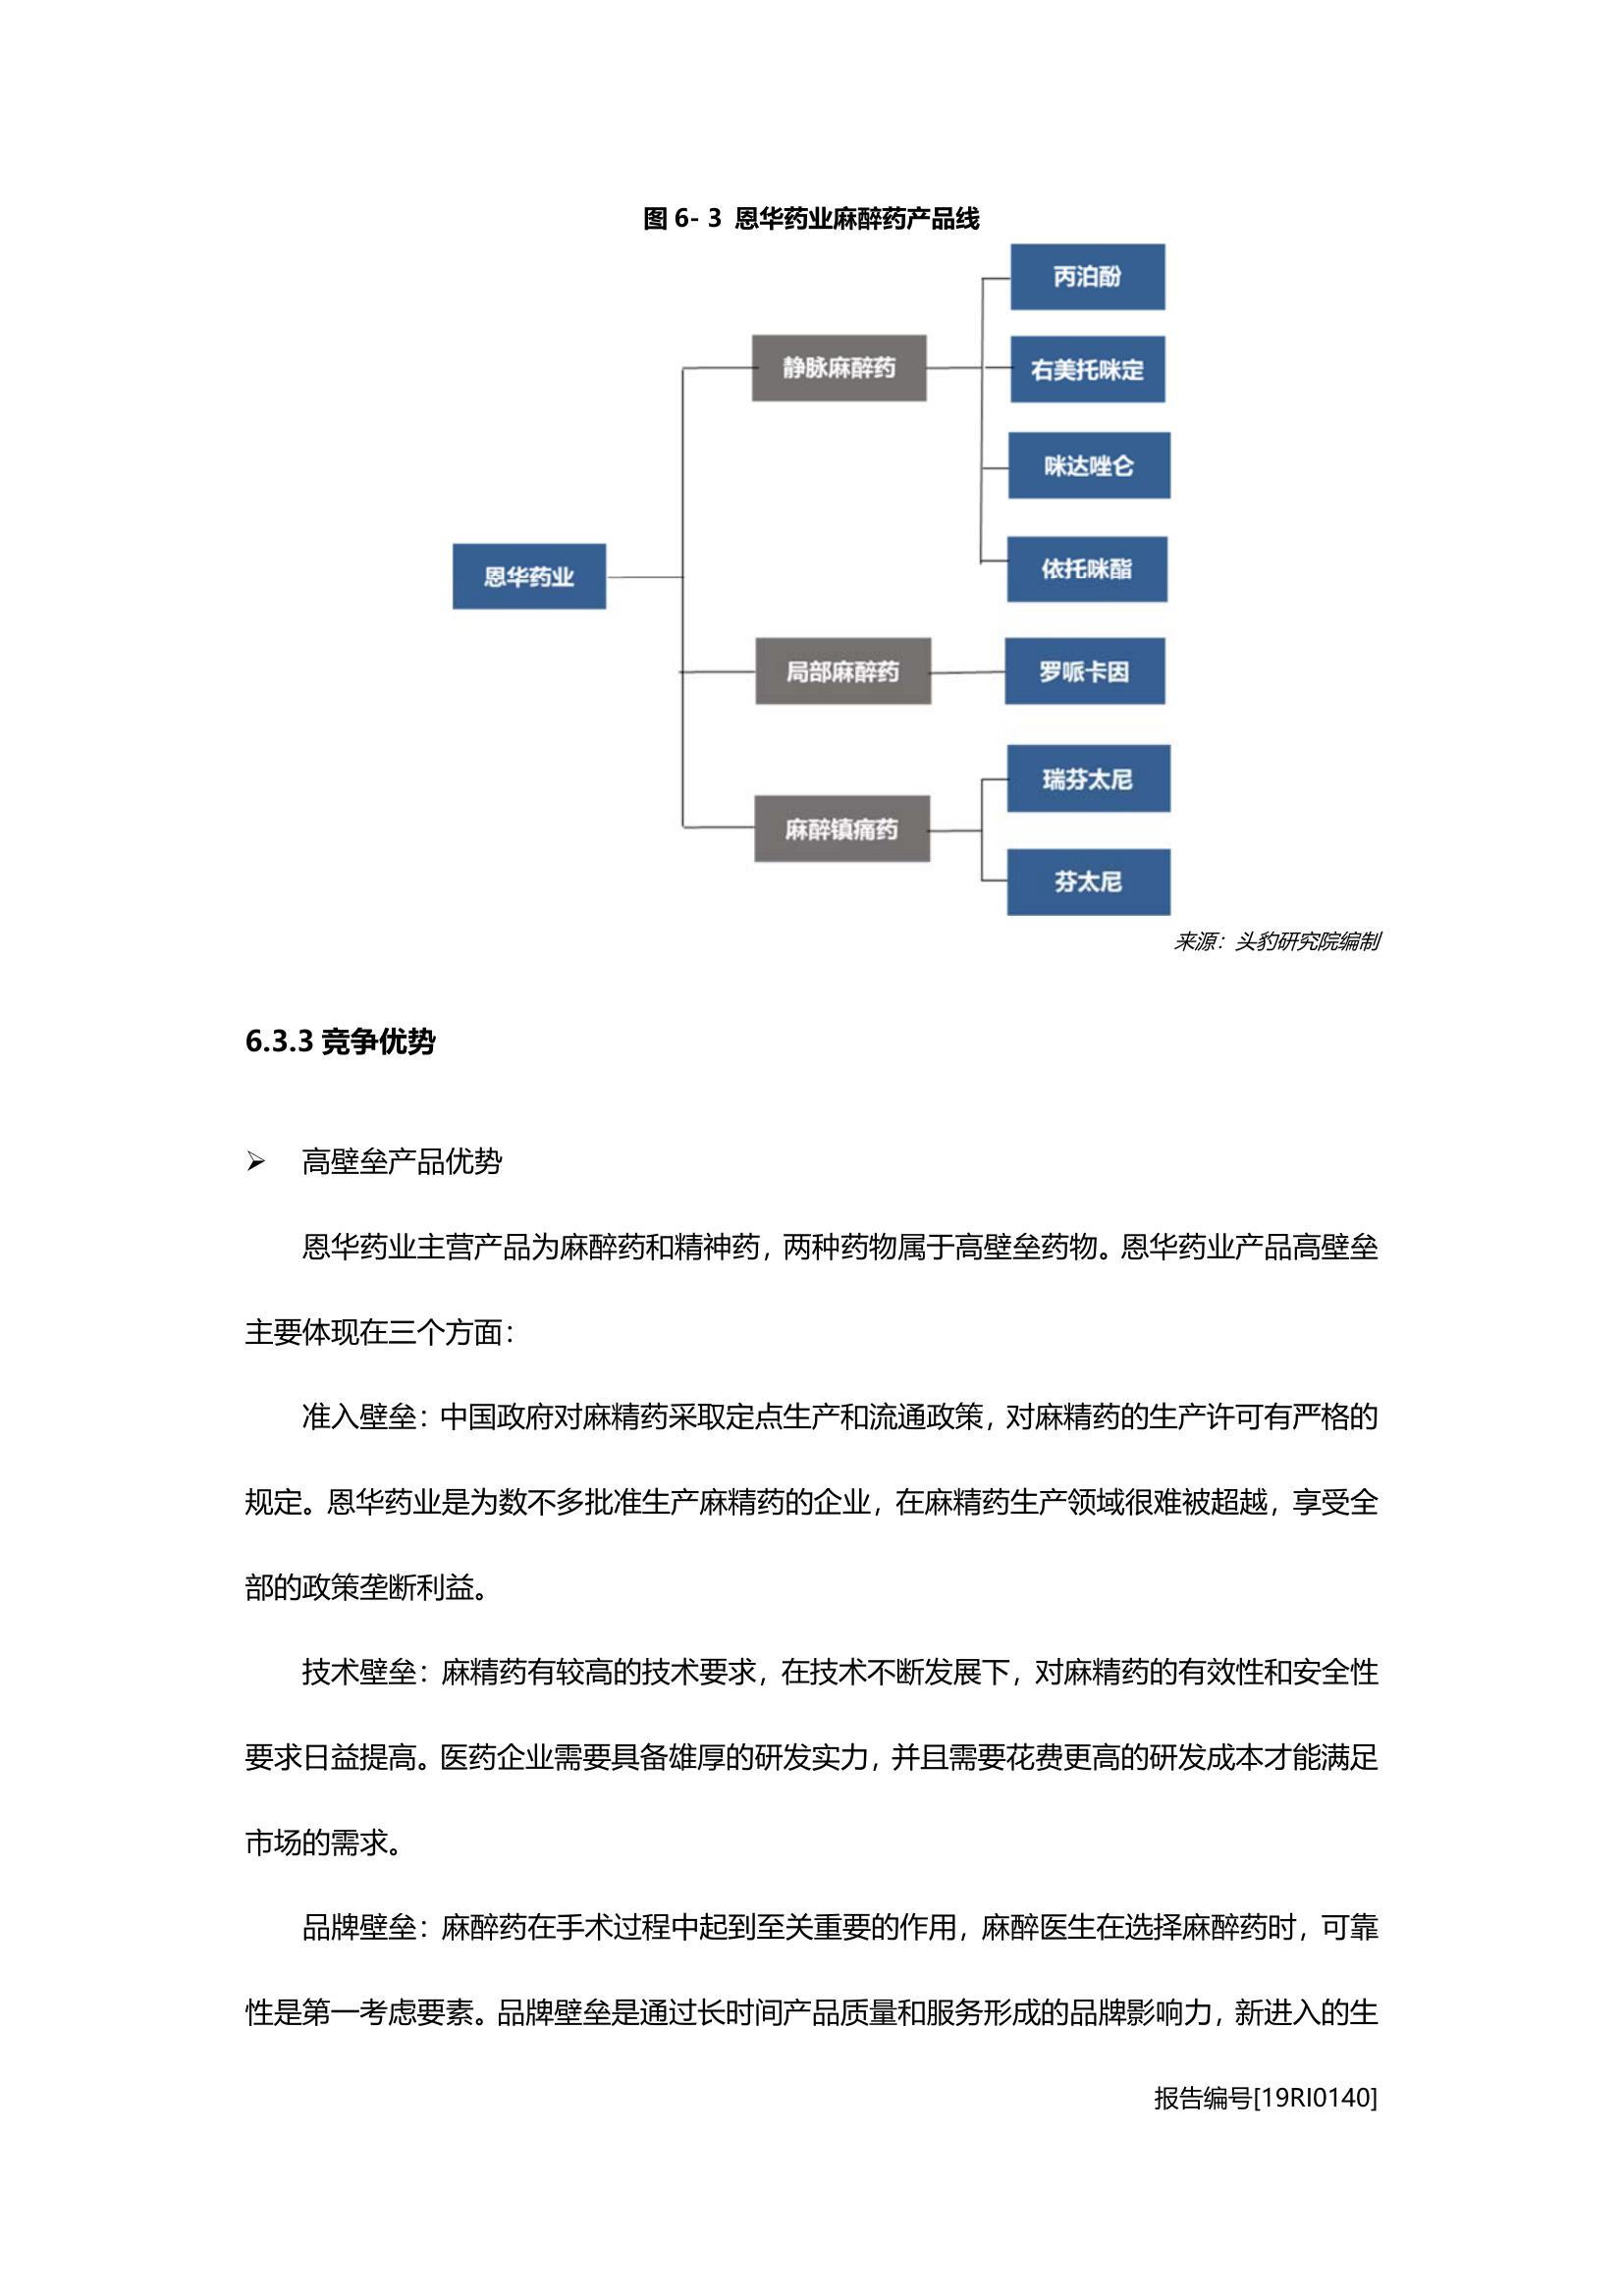 图 6- 3 恩华药业麻醉药产品线
丙泊酚
静脉麻醉药
右美托咪定
咪达唑仑
依托咪酯
恩华药业
局部麻醉药
罗哌卡因
瑞芬太尼
麻醉镇痛药
芬太尼
来源：头豹研究院编制
6.3.3 竞争优势
➢ 高壁垒产品优势
恩华药业主营产品为麻醉药和精神药，两种药物属于高壁垒药物。恩华药业产品高壁垒
主要体现在三个方面：
准入壁垒：中国政府对麻精药采取定点生产和流通政策，对麻精药的生产许可有严格的
规定。恩华药业是为数不多批准生产麻精药的企业，在麻精药生产领域很难被超越，享受全
部的政策垄断利益。
技术壁垒：麻精药有较高的技术要求，在技术不断发展下，对麻精药的有效性和安全性
要求日益提高。医药企业需要具备雄厚的研发实力，并且需要花费更高的研发成本才能满足
市场的需求。
品牌壁垒：麻醉药在手术过程中起到至关重要的作用，麻醉医生在选择麻醉药时，可靠
性是第一考虑要素。品牌壁垒是通过长时间产品质量和服务形成的品牌影响力，新进入的生
报告编号[19RI0140]